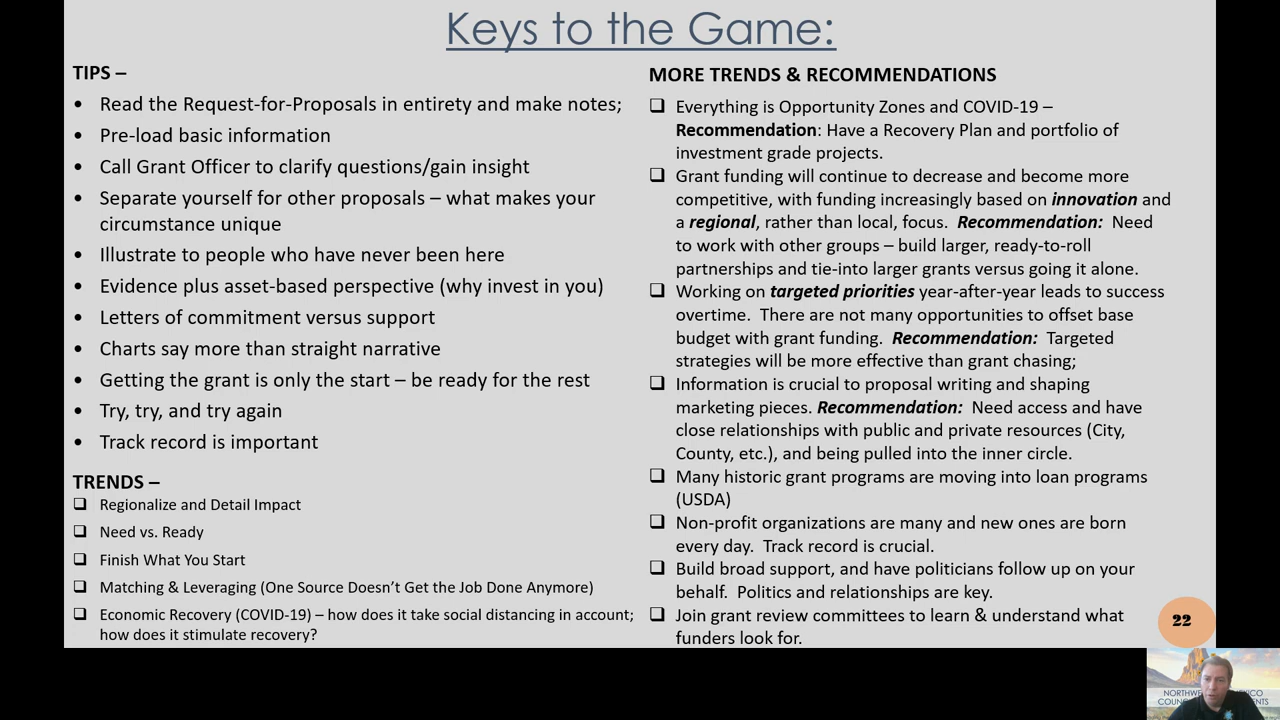 Keys to the Game:
TIPS –
• Read the Request-for-Proposals in entirety and make notes;
• Pre-load basic information
• Call Grant Officer to clarify questions/gain insight
• Separate yourself for other proposals – what makes your
circumstance unique
• Illustrate to people who have never been here
• Evidence plus asset-based perspective (why invest in you)
• Letters of commitment versus support
• Charts say more than straight narrative
• Getting the grant is only the start – be ready for the rest
• Try, try, and try again
• Track record is important
TRENDS –
❑ Regionalize and Detail Impact
❑ Need vs. Ready
❑ Finish What You Start
❑ Matching & Leveraging (One Source Doesn't Get the Job Done Anymore)
❑ Economic Recovery (COVID-19) – how does it take social distancing in account;
how does it stimulate recovery?
MORE TRENDS & RECOMMENDATIONS
❑ Everything is Opportunity Zones and COVID-19 –
Recommendation: Have a Recovery Plan and portfolio of
investment grade projects.
❑ Grant funding will continue to decrease and become more
competitive, with funding increasingly based on innovation and
a regional, rather than local, focus. Recommendation: Need
to work with other groups – build larger, ready-to-roll
partnerships and tie-into larger grants versus going it alone.
❑ Working on targeted priorities year-after-year leads to success
overtime. There are not many opportunities to offset base
budget with grant funding. Recommendation: Targeted
strategies will be more effective than grant chasing;
❑ Information is crucial to proposal writing and shaping
marketing pieces. Recommendation: Need access and have
close relationships with public and private resources (City,
County, etc.), and being pulled into the inner circle.
❑ Many historic grant programs are moving into loan programs
(USDA)
❑ Non-profit organizations are many and new ones are born
every day. Track record is crucial.
❑ Build broad support, and have politicians follow up on your
behalf. Politics and relationships are key.
❑ Join grant review committees to learn & understand what
funders look for.
22